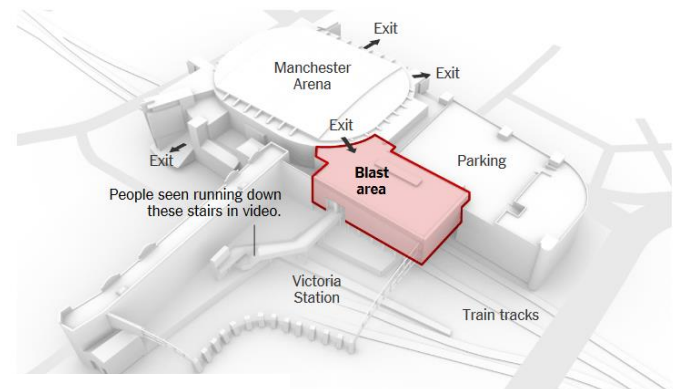 Exit
Manchester
Arena
Exit
Exit
Exit
Blast
area
Parking
People seen running down
these stairs in video.
Victoria
Station
Train tracks